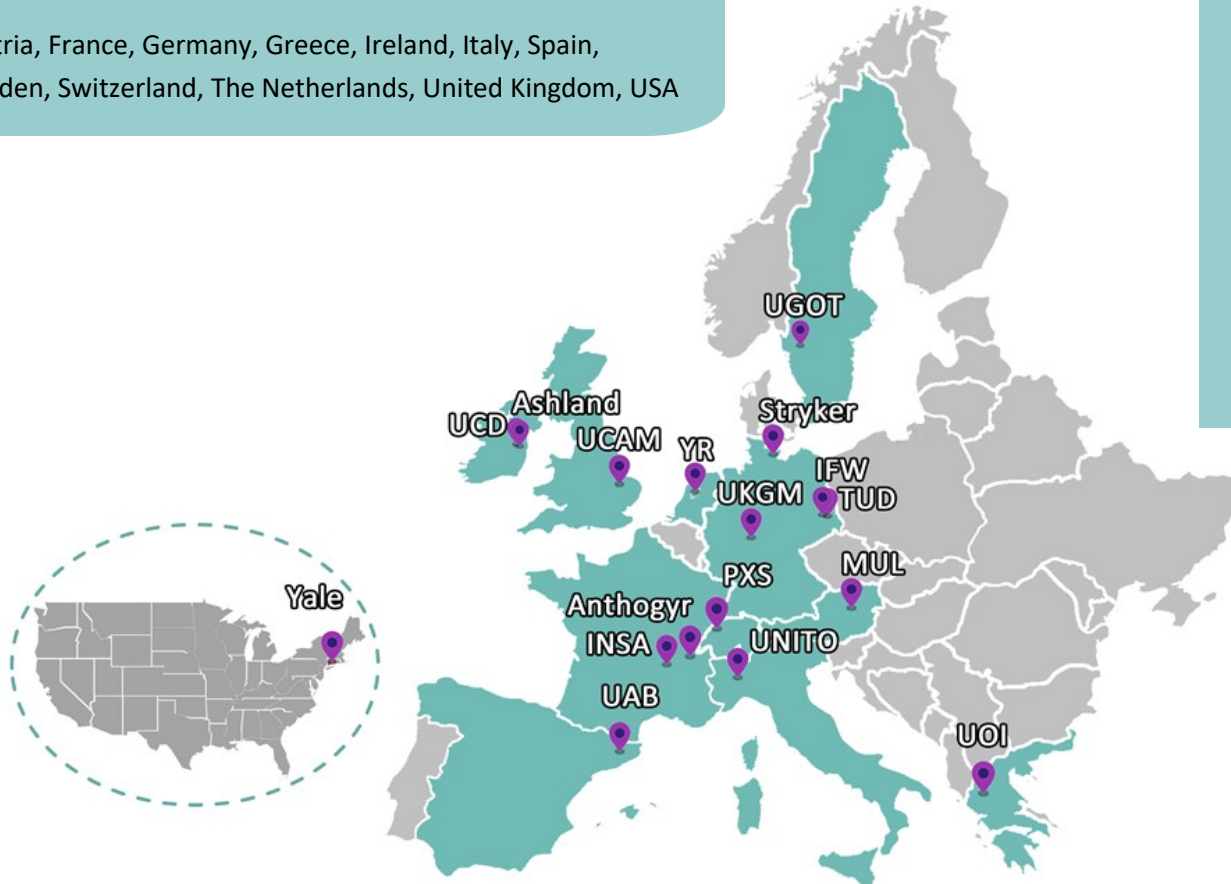 tria, France, Germany, Greece, Ireland, Italy, Spain,
den, Switzerland, The Netherlands, United Kingdom, USA
UGOT
Ashland
Stryker
UCD
UCAM
YR
IFW
UKGM
TUD
MUL
PXS
Yale
Anthogyr
INSA
UNITO
UAB
UOI